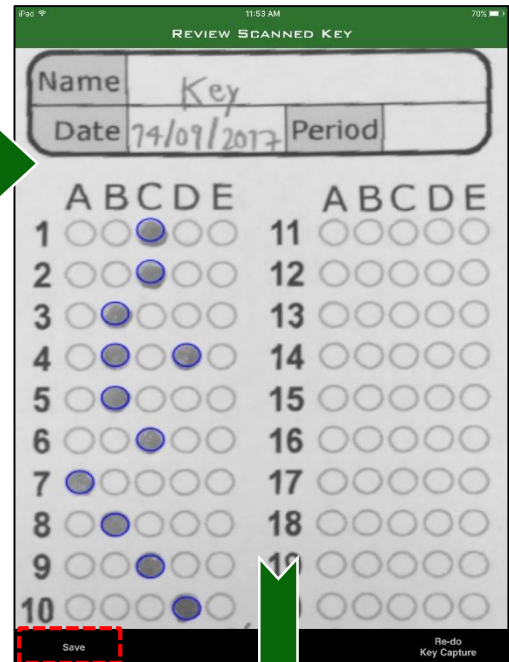 iPad 11:53 AM 70%
Review Scanned Key
Name Key
Date 14/09/2017 Period
A B C D E A B C D E
1 11
2 12
3 13
4 14
5 15
6 16
7 17
8 18
9
10
Save
Re-do
Key Capture